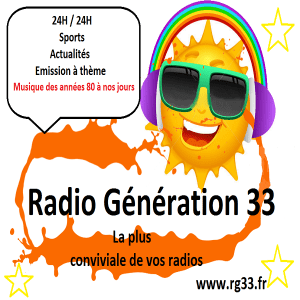 24H / 24H
Sports
Actualités
Emission à thème
Musique des années 80 à nos jours
Radio Génération 33
La plus
conviviale de vos radios
www.rg33.fr